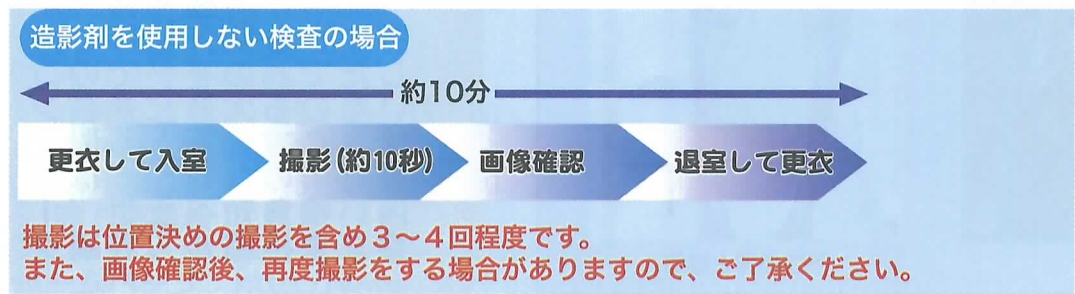 造影剤を使用しない検査の場合
約10分
更衣して入室
撮影(約10秒)
画像確認
退室して更衣
撮影は位置決めの撮影を含め3～4回程度です。
また、画像確認後、再度撮影をする場合がありますので、ご了承ください。